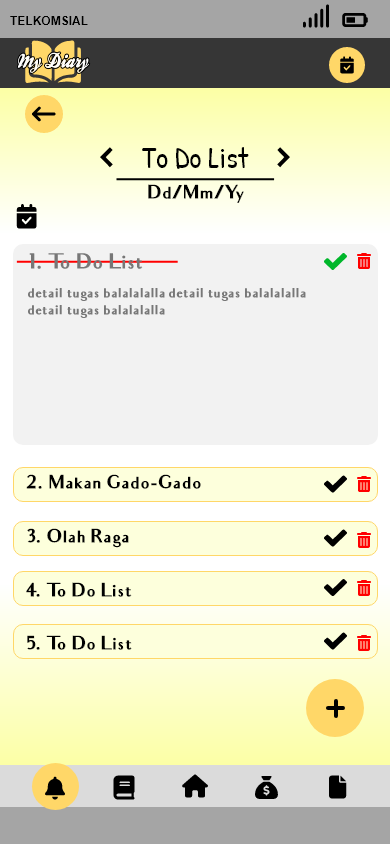 TELKOMSIAL
My Diary
To Do List
Dd/Mm/Yy
1. To Do List
detail tugas balalalalla detail tugas balalalalla
detail tugas balalalalla
2. Makan Gado-Gado
3. Olah Raga
4. To Do List
5. To Do List